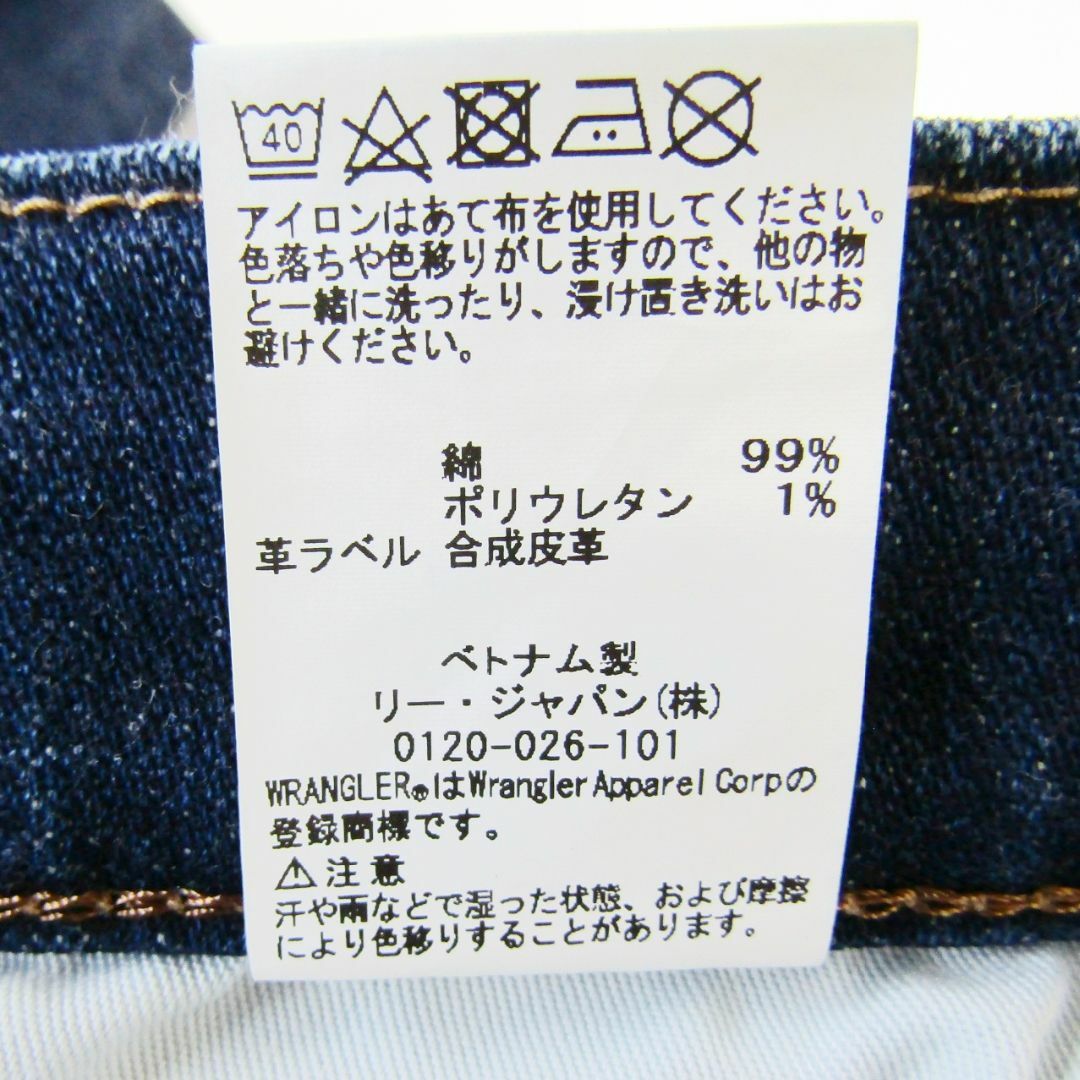 40
アイロンはあて布を使用してください。
色落ちや色移りがしますので、他の物
と一緒に洗ったり、浸け置き洗いはお
避けください。
綿 99%
ポリウレタン 1%
革ラベル 合成皮革
ベトナム製
リー・ジャパン(株)
0120-026-101
WRANGLER®はWrangler Apparel Corpの
登録商標です。
⚠注意
汗や雨などで湿った状態、および摩擦
により色移りすることがあります。